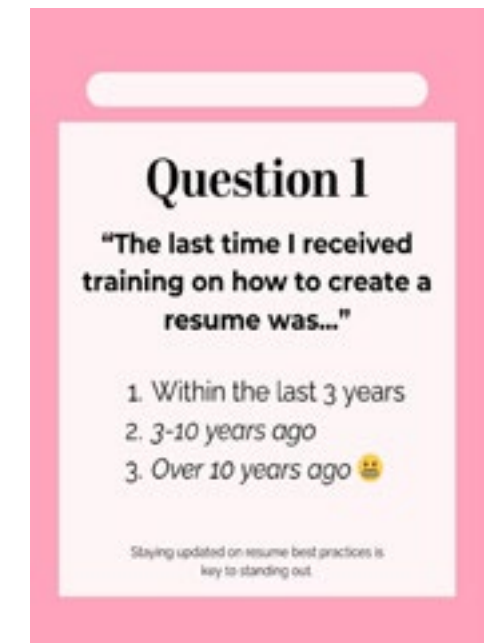 Question 1
“The last time I received
training on how to create a
resume was...”
1. Within the last 3 years
2. 3-10 years ago
3. Over 10 years ago 😬
Staying updated on resume best practices is
key to standing out.